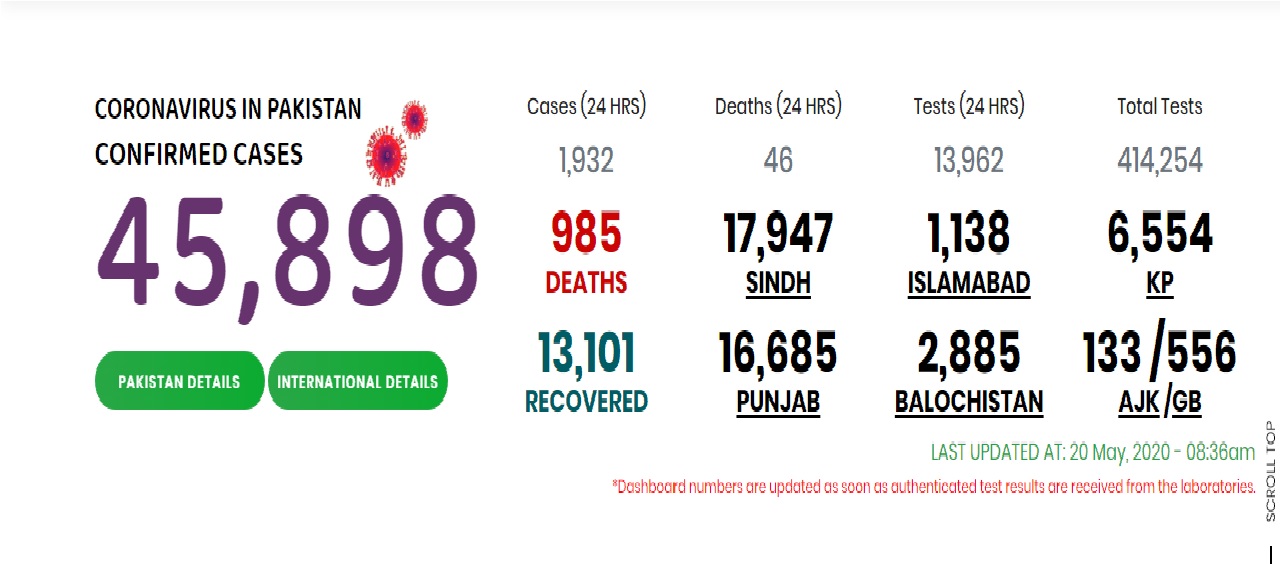 CORONAVIRUS IN PAKISTAN
CONFIRMED CASES
45,898
PAKISTAN DETAILS INTERNATIONAL DETAILS
Cases (24 HRS) Deaths (24 HRS) Tests (24 HRS) Total Tests
1,932 46 13,962 414,254
985 17,947 1,138 6,554
DEATHS SINDH ISLAMABAD KP
13,101 16,685 2,885 133 /556
RECOVERED PUNJAB BALOCHISTAN AJK /GB
LAST UPDATED AT: 20 May, 2020 - 08:36am
*Dashboard numbers are updated as soon as authenticated test results are received from the laboratories.
SCROLL TOP